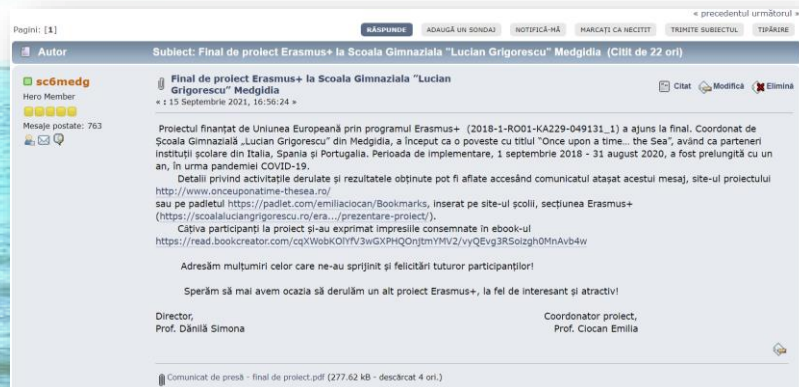 « precedentul următorul »
Pagini: [1]
RĂSPUNDE ADAUGĂ UN SONDAJ NOTIFICĂ-MĂ MARCAȚI CA NECITIT TRIMITE SUBIECTUL TIPĂRIRE
Autor Subiect: Final de proiect Erasmus+ la Scoala Gimnaziala "Lucian Grigorescu" Medgidia (Citit de 22 ori)
sc6medg
Hero Member
Mesaje postate: 763
Final de proiect Erasmus+ la Scoala Gimnaziala "Lucian
Grigorescu" Medgidia
« : 15 Septembrie 2021, 16:56:24 »
Citat Modifică Elimină
Proiectul finanțat de Uniunea Europeană prin programul Erasmus+ (2018-1-RO01-KA229-049131_1) a ajuns la final. Coordonat de
Școala Gimnazială „Lucian Grigorescu" din Medgidia, a început ca o poveste cu titlul "Once upon a time... the Sea", având ca parteneri
instituții școlare din Italia, Spania și Portugalia. Perioada de implementare, 1 septembrie 2018 - 31 august 2020, a fost prelungită cu un
an, în urma pandemiei COVID-19.
Detalii privind activitățile derulate și rezultatele obținute pot fi aflate accesând comunicatul atașat acestui mesaj, site-ul proiectului
http://www.onceuponatime-thesea.ro/
sau pe padletul https://padlet.com/emiliaciocan/Bookmarks, inserat pe site-ul școlii, secțiunea Erasmus+
(https://scoalaluciangrigorescu.ro/era.../prezentare-proiect/).
Câțiva participanți la proiect și-au exprimat impresiile consemnate în ebook-ul
https://read.bookcreator.com/cqXWobKOlYfV3wGXPHQOnJtmYMV2/vyQEvg3RSoizgh0MnAvb4w
Adresăm mulțumiri celor care ne-au sprijinit și felicitări tuturor participanților!
Sperăm să mai avem ocazia să derulăm un alt proiect Erasmus+, la fel de interesant și atractiv!
Director, Coordonator proiect,
Prof. Dănilă Simona Prof. Ciocan Emilia
Comunicat de presă - final de proiect.pdf (277.62 kB - descărcat 4 ori.)